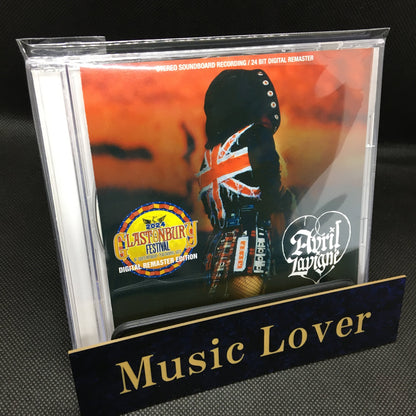 STEREO SOUNDBOARD RECORDING / 24 BIT DIGITAL REMASTER
2024
GLASTONBURY
FESTIVAL
DIGITAL REMASTER EDITION
Avril
Lavigne
Music Lover